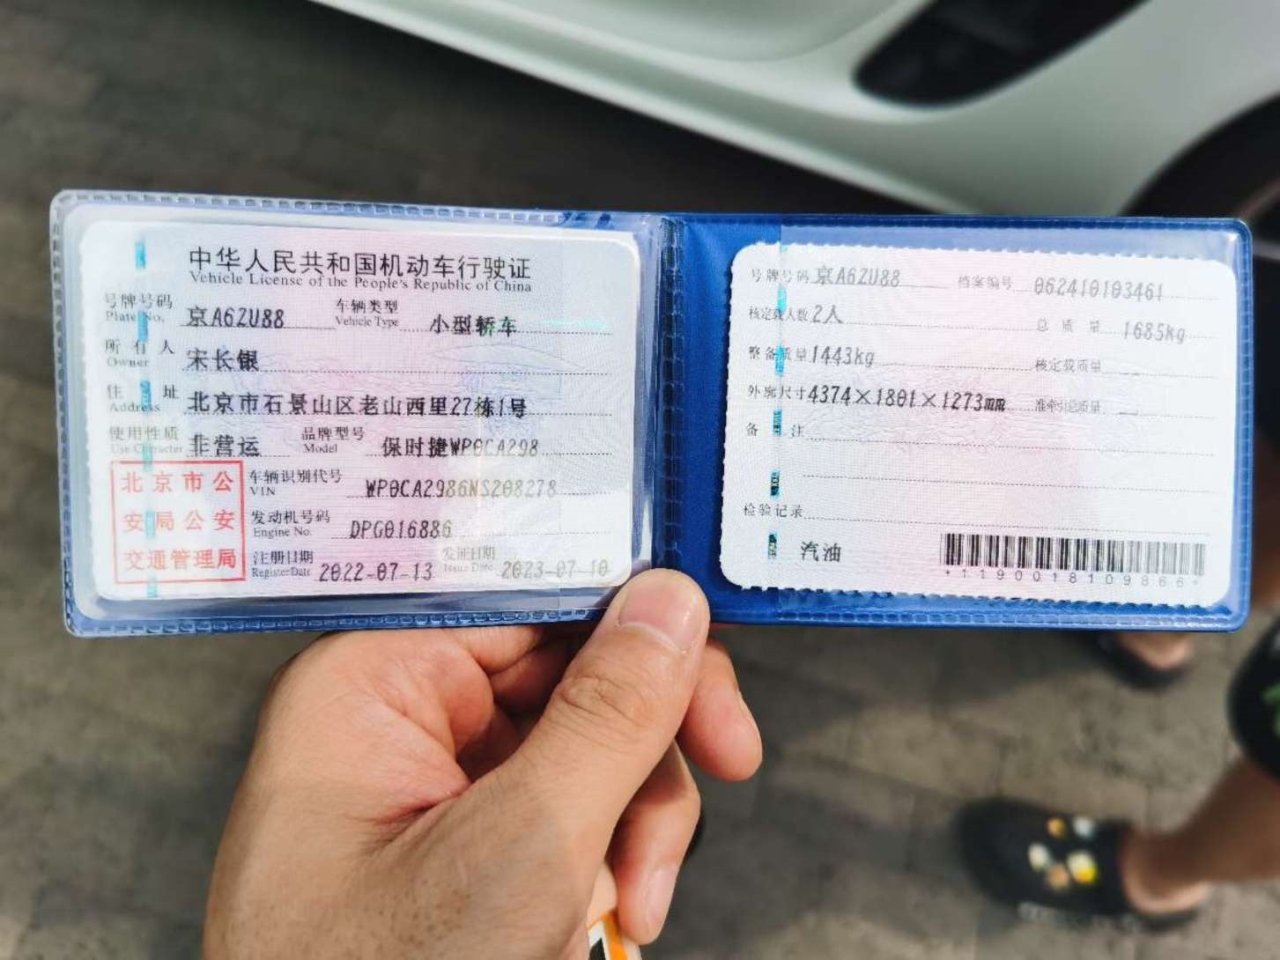 中华人民共和国机动车行驶证
Vehicle License of the People's Republic of China
号牌号码 京A6ZU88 车辆类型 小型轿车
Plate No. Vehicle Type
所有人 宋长银
Owner
住址 北京市石景山区老山西里27栋1号
Address
使用性质 非营运 品牌型号 保时捷WP0CA298
Use Character Model
北京市公
安局公安
交通管理局
车辆识别代号 WP0CA2986NS208278
VIN
发动机号码 DPG016886
Engine No.
注册日期 2022-07-13 发证日期 2023-07-10
Register Date Issue Date
号牌号码 京A6ZU88 档案编号 062410103461
核定载人数 2人 总质量 1685kg
整备质量 1443kg 核定载质量 --
外廓尺寸 4374×1801×1273mm 准牵引总质量 --
备注
检验记录
汽油
*1190018109866*